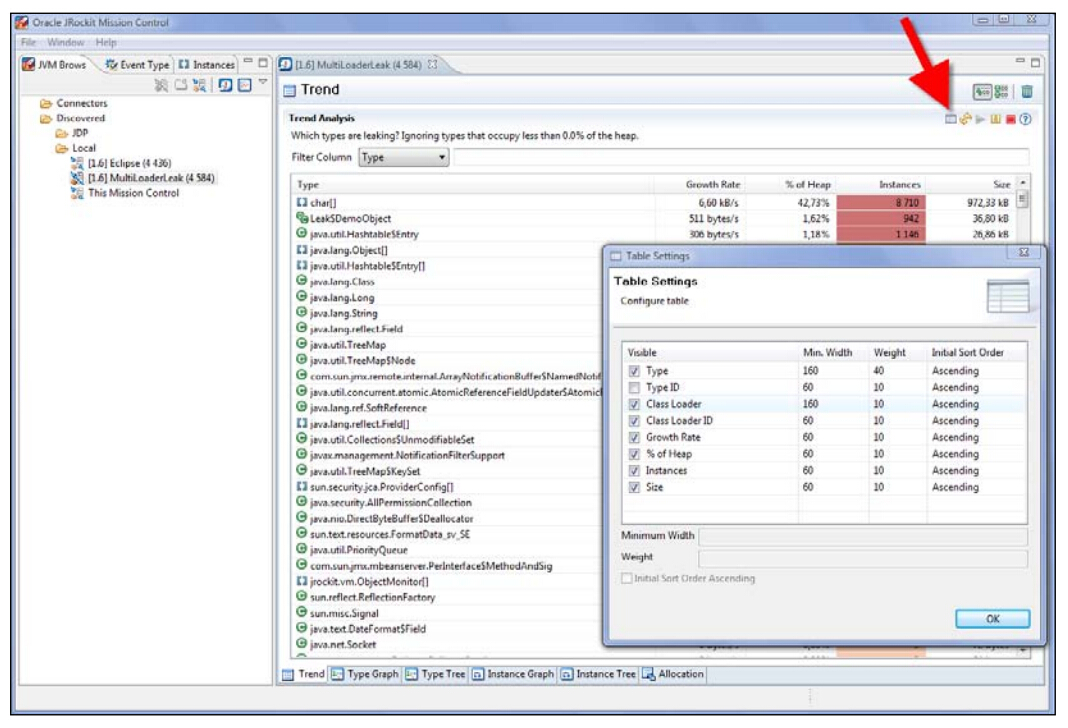 Oracle JRockit Mission Control
File Window Help
JVM Brows Event Type Instances
Connectors
Discovered
JDP
Local
[1.6] Eclipse (4 436)
[1.6] MultiLoaderLeak (4 584)
This Mission Control
[1.6] MultiLoaderLeak (4 584)
Trend
Trend Analysis
Which types are leaking? Ignoring types that occupy less than 0.0% of the heap.
Filter Column Type
Type Growth Rate % of Heap Instances Size
char[] 6,60 kB/s 42,73% 8 710 972,33 kB
Leak$DemoObject 511 bytes/s 1,62% 942 36,80 kB
java.util.Hashtable$Entry 306 bytes/s 1,18% 1 146 26,86 kB
java.lang.Object[]
java.util.Hashtable$Entry[]
java.lang.Class
java.lang.Long
java.lang.String
java.lang.reflect.Field
java.util.TreeMap
java.util.TreeMap$Node
com.sun.jmx.remote.internal.ArrayNotificationBuffer$NamedNotif
java.util.concurrent.atomic.AtomicReferenceFieldUpdater$Atomic
java.lang.ref.SoftReference
java.lang.reflect.Field[]
java.util.Collections$UnmodifiableSet
javax.management.NotificationFilterSupport
java.util.TreeMap$KeySet
sun.security.jca.ProviderConfig[]
java.security.AllPermissionCollection
java.nio.DirectByteBuffer$Deallocator
sun.text.resources.FormatData_sv_SE
java.util.PriorityQueue
com.sun.jmx.mbeanserver.PerInterface$MethodAndSig
jrockit.vm.ObjectMonitor[]
sun.reflect.ReflectionFactory
sun.misc.Signal
java.text.DateFormat$Field
java.net.Socket
Table Settings
Table Settings
Configure table
Visible Min. Width Weight Initial Sort Order
Type 160 40 Ascending
Type ID 60 10 Ascending
Class Loader 160 10 Ascending
Class Loader ID 60 10 Ascending
Growth Rate 60 10 Ascending
% of Heap 60 10 Ascending
Instances 60 10 Ascending
Size 60 10 Ascending
Minimum Width
Weight
Initial Sort Order Ascending
OK
Trend Type Graph Type Tree Instance Graph Instance Tree Allocation